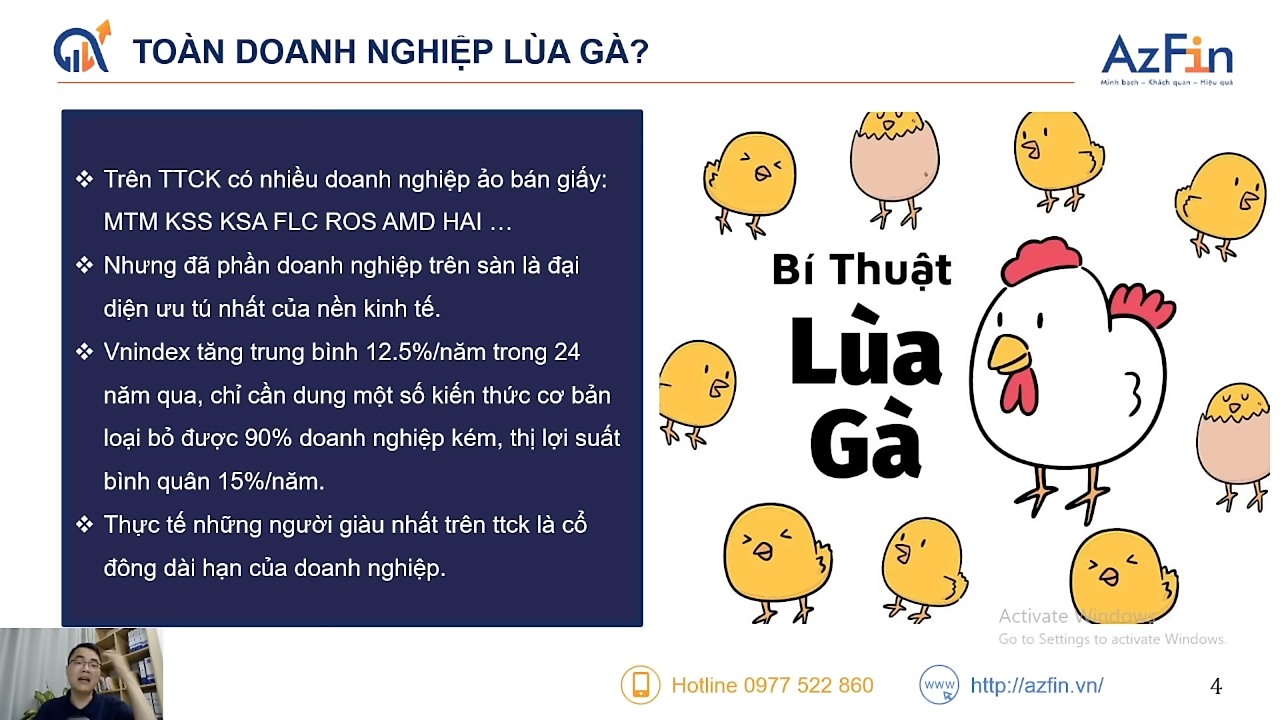 TOÀN DOANH NGHIỆP LÙA GÀ?
AzFin
Minh bạch – Khách quan – Hiệu quả
❖ Trên TTCK có nhiều doanh nghiệp ảo bán giấy:
MTM KSS KSA FLC ROS AMD HAI …
❖ Nhưng đã phần doanh nghiệp trên sàn là đại
diện ưu tú nhất của nền kinh tế.
❖ Vnindex tăng trung bình 12.5%/năm trong 24
năm qua, chỉ cần dung một số kiến thức cơ bản
loại bỏ được 90% doanh nghiệp kém, thị lợi suất
bình quân 15%/năm.
❖ Thực tế những người giàu nhất trên ttck là cổ
đông dài hạn của doanh nghiệp.
Bí Thuật
Lùa
Gà
Activate Windows
Go to Settings to activate Windows.
Hotline 0977 522 860
www
http://azfin.vn/
4